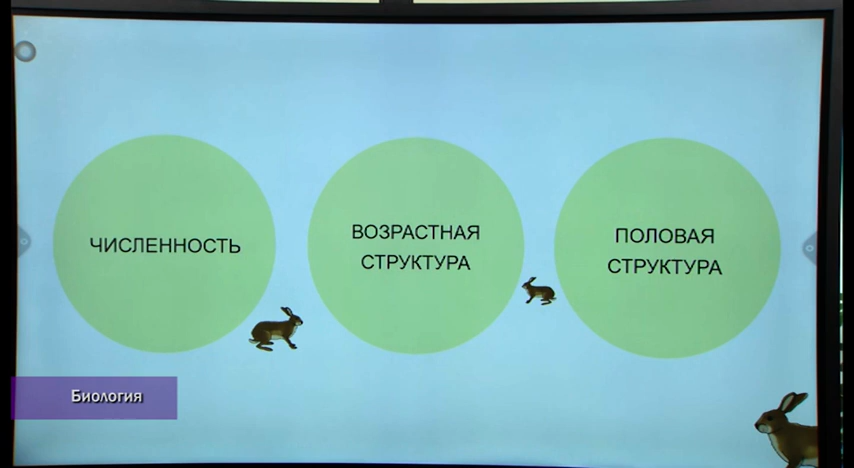 ЧИСЛЕННОСТЬ
ВОЗРАСТНАЯ
СТРУКТУРА
ПОЛОВАЯ
СТРУКТУРА
Биология